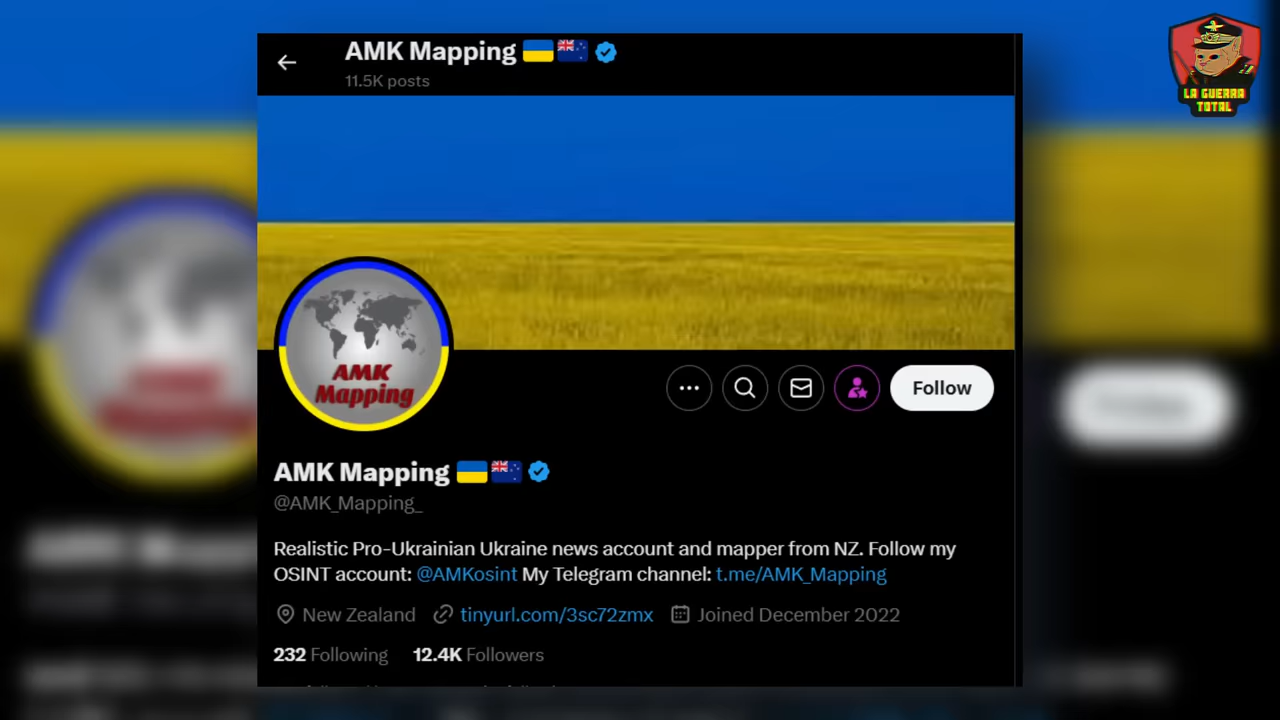 AMK Mapping
11.5K posts
LA GUERRA
TOTAL
AMK
Mapping
Follow
AMK Mapping
@AMK_Mapping_
Realistic Pro-Ukrainian Ukraine news account and mapper from NZ. Follow my
OSINT account: @AMKosint My Telegram channel: t.me/AMK_Mapping
New Zealand tinyurl.com/3sc72zmx Joined December 2022
232 Following 12.4K Followers